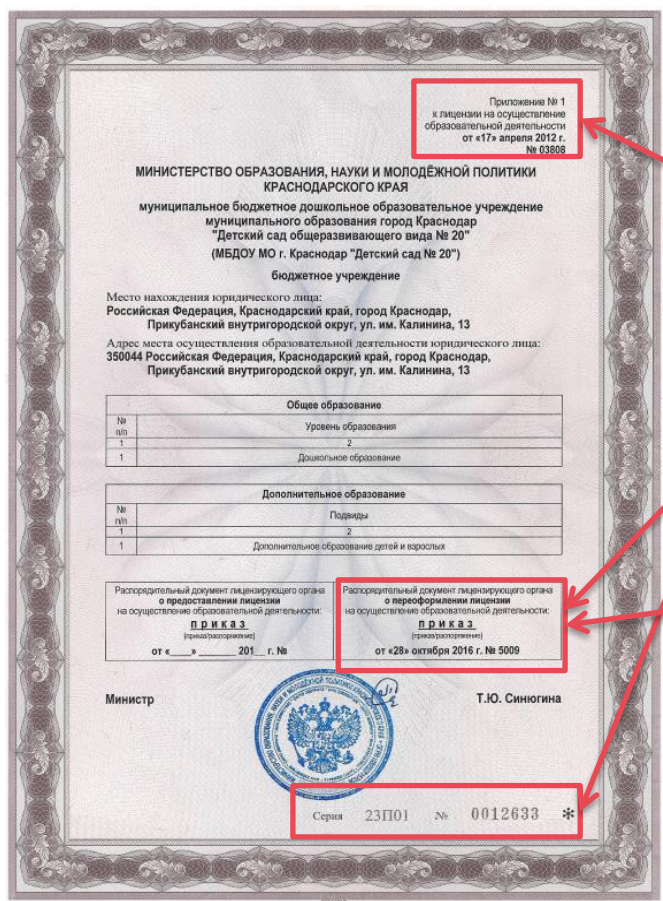 Приложение № 1
к лицензии на осуществление
образовательной деятельности
от «17» апреля 2012 г.
№ 03808
МИНИСТЕРСТВО ОБРАЗОВАНИЯ, НАУКИ И МОЛОДЁЖНОЙ ПОЛИТИКИ
КРАСНОДАРСКОГО КРАЯ
муниципальное бюджетное дошкольное образовательное учреждение
муниципального образования город Краснодар
"Детский сад общеразвивающего вида № 20"
(МБДОУ МО г. Краснодар "Детский сад № 20")
бюджетное учреждение
Место нахождения юридического лица:
Российская Федерация, Краснодарский край, город Краснодар,
Прикубанский внутригородской округ, ул. им. Калинина, 13
Адрес места осуществления образовательной деятельности юридического лица:
350044 Российская Федерация, Краснодарский край, город Краснодар,
Прикубанский внутригородской округ, ул. им. Калинина, 13
Общее образование
№ п/п Уровень образования
1 2
1 Дошкольное образование
Дополнительное образование
№ п/п Подвиды
1 2
1 Дополнительное образование детей и взрослых
Распорядительный документ лицензирующего органа
о предоставлении лицензии
на осуществление образовательной деятельности:
приказ
(приказ/распоряжение)
от «____» _______ 201__ г. №
Распорядительный документ лицензирующего органа
о переоформлении лицензии
на осуществление образовательной деятельности:
приказ
(приказ/распоряжение)
от «28» октября 2016 г. № 5009
Министр Т.Ю. Синюгина
Серия 23П01 № 0012633 *